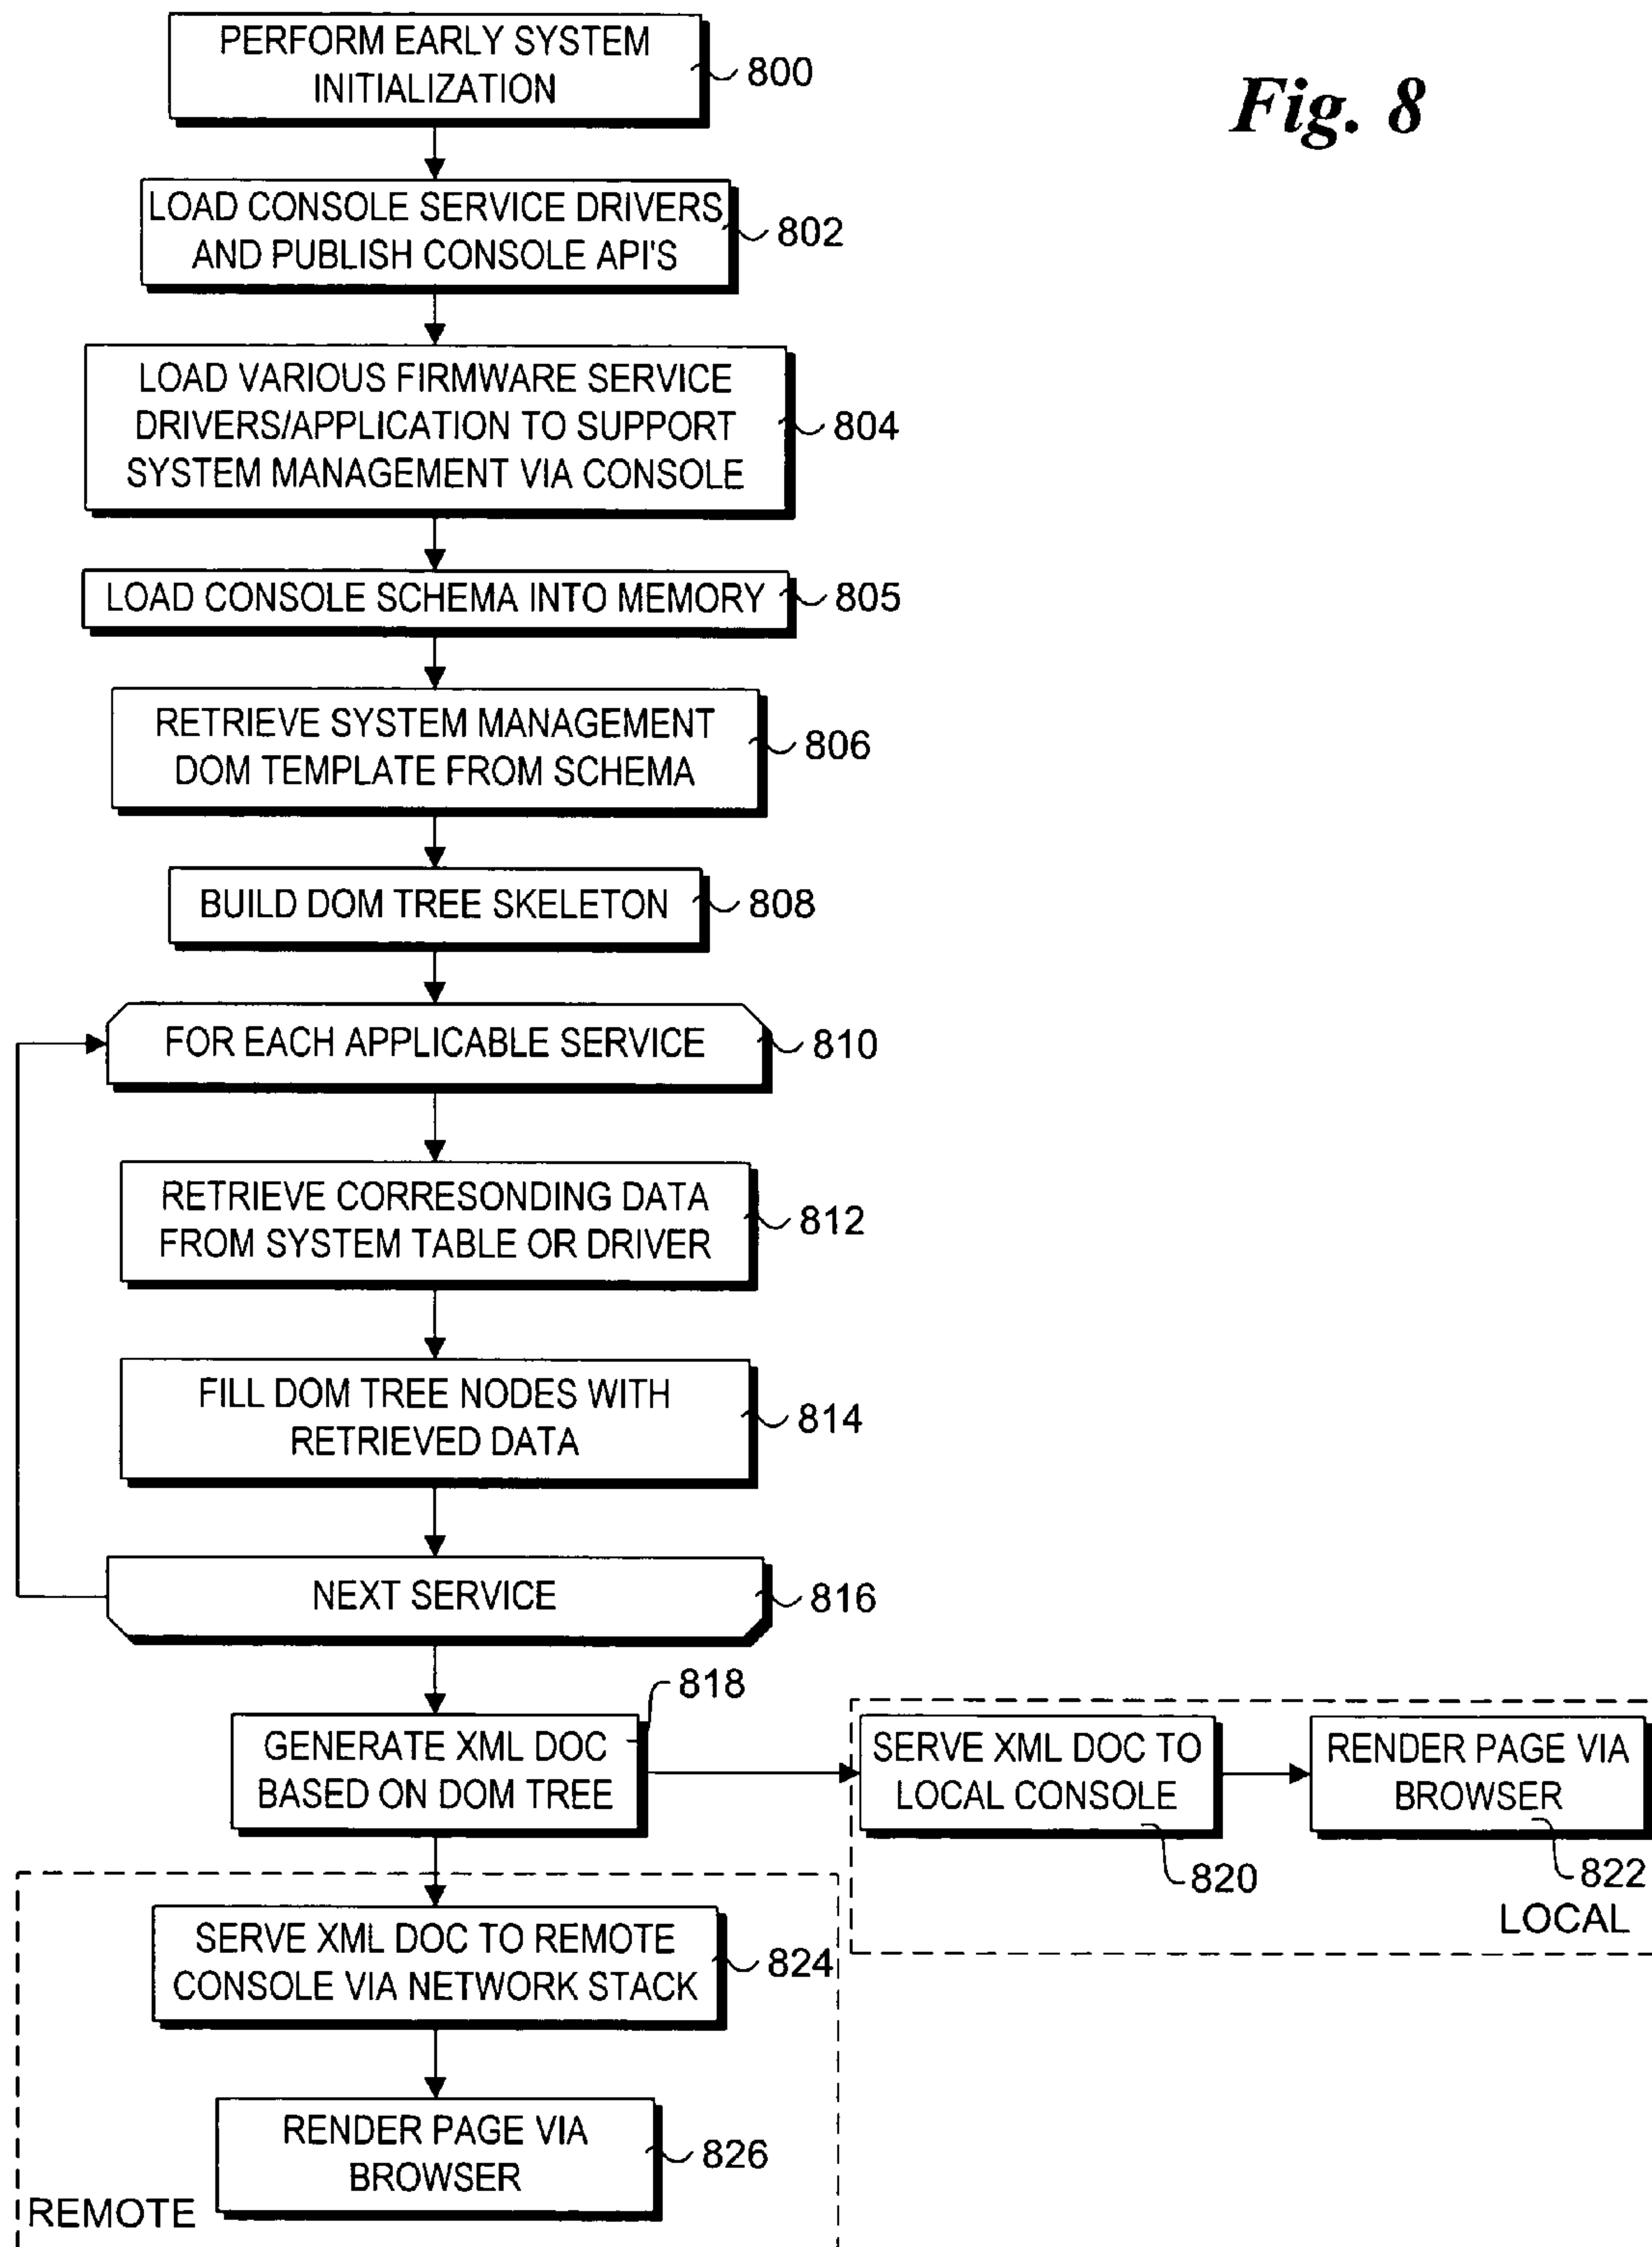 Fig. 8
PERFORM EARLY SYSTEM
INITIALIZATION
800
LOAD CONSOLE SERVICE DRIVERS
AND PUBLISH CONSOLE API'S
802
LOAD VARIOUS FIRMWARE SERVICE
DRIVERS/APPLICATION TO SUPPORT
SYSTEM MANAGEMENT VIA CONSOLE
804
LOAD CONSOLE SCHEMA INTO MEMORY
805
RETRIEVE SYSTEM MANAGEMENT
DOM TEMPLATE FROM SCHEMA
806
BUILD DOM TREE SKELETON
808
FOR EACH APPLICABLE SERVICE
810
RETRIEVE CORRESONDING DATA
FROM SYSTEM TABLE OR DRIVER
812
FILL DOM TREE NODES WITH
RETRIEVED DATA
814
NEXT SERVICE
816
GENERATE XML DOC
BASED ON DOM TREE
818
SERVE XML DOC TO
LOCAL CONSOLE
820
RENDER PAGE VIA
BROWSER
822
LOCAL
SERVE XML DOC TO REMOTE
CONSOLE VIA NETWORK STACK
824
RENDER PAGE VIA
BROWSER
826
REMOTE